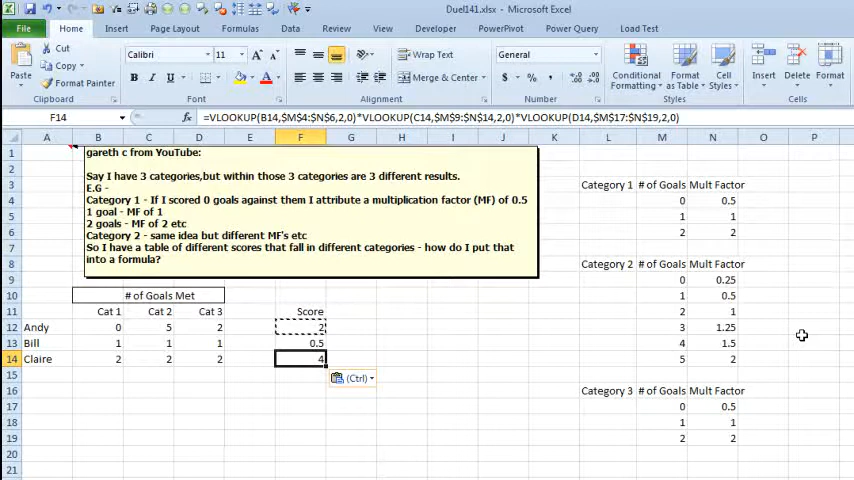 Duel141.xlsx - Microsoft Excel
File Home Insert Page Layout Formulas Data Review View Developer PowerPivot Power Query Load Test
Cut
Copy
Format Painter
Paste
Clipboard
Calibri 11
B I U
Font
Wrap Text
Merge & Center
Alignment
General
$ % ,
Number
Conditional Formatting
Format as Table
Cell Styles
Styles
Insert Delete Format
Cells
F14 fx =VLOOKUP(B14,$M$4:$N$6,2,0)*VLOOKUP(C14,$M$9:$N$14,2,0)*VLOOKUP(D14,$M$17:$N$19,2,0)
A B C D E F G H I J K L M N O P
1 gareth c from YouTube:
2
Say I have 3 categories,but within those 3 categories are 3 different results.
3 E.G - Category 1 # of Goals Mult Factor
4 Category 1 - If I scored 0 goals against them I attribute a multiplication factor (MF) of 0.5 0 0.5
5 1 goal - MF of 1 1 1
2 goals - MF of 2 etc
6 Category 2 - same idea but different MF's etc 2 2
7 So I have a table of different scores that fall in different categories - how do I put that
8 into a formula? Category 2 # of Goals Mult Factor
9 0 0.25
10 # of Goals Met 1 0.5
11 Cat 1 Cat 2 Cat 3 Score 2 1
12 Andy 0 5 2 2 3 1.25
13 Bill 1 1 1 0.5 4 1.5
14 Claire 2 2 2 4 5 2
15 (Ctrl)
16 Category 3 # of Goals Mult Factor
17 0 0.5
18 1 1
19 2 2
20
21